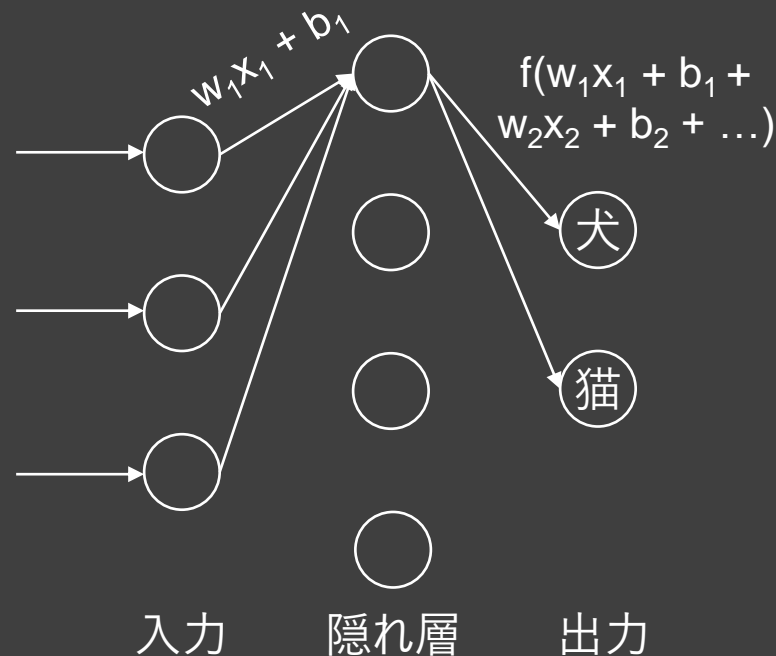 w₁x₁ + b₁
f(w₁x₁ + b₁ +
w₂x₂ + b₂ + …)
犬
猫
入力
隠れ層
出力